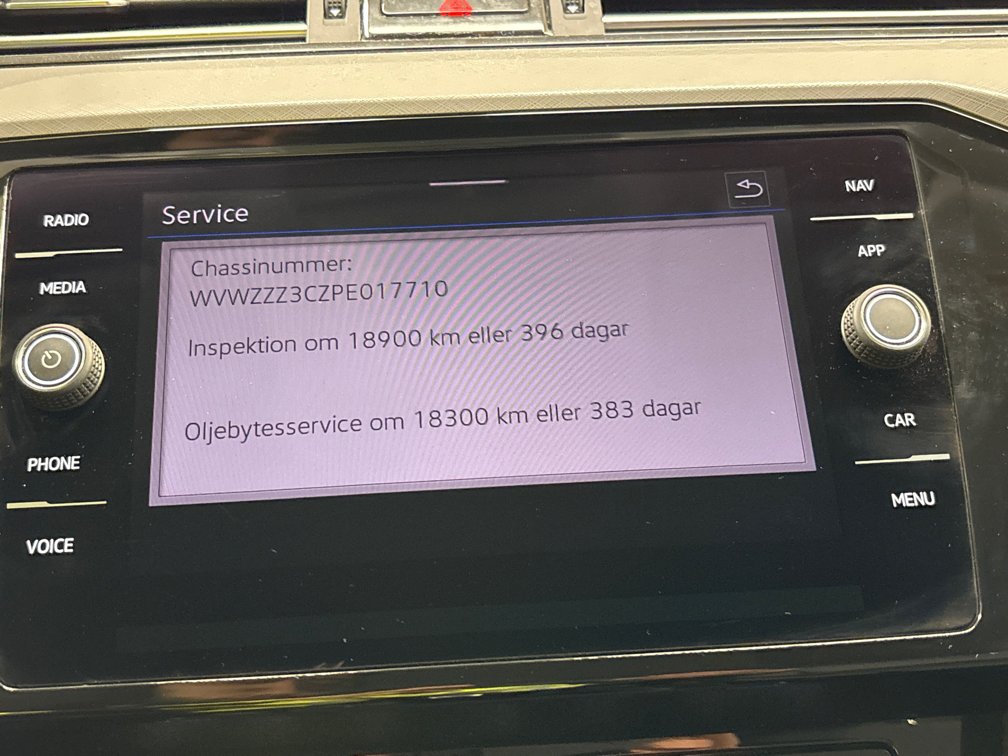 NAV
RADIO
Service
APP
MEDIA
Chassinummer:
WVWZZZ3CZPE017710
Inspektion om 18900 km eller 396 dagar
Oljebytesservice om 18300 km eller 383 dagar
CAR
PHONE
MENU
VOICE